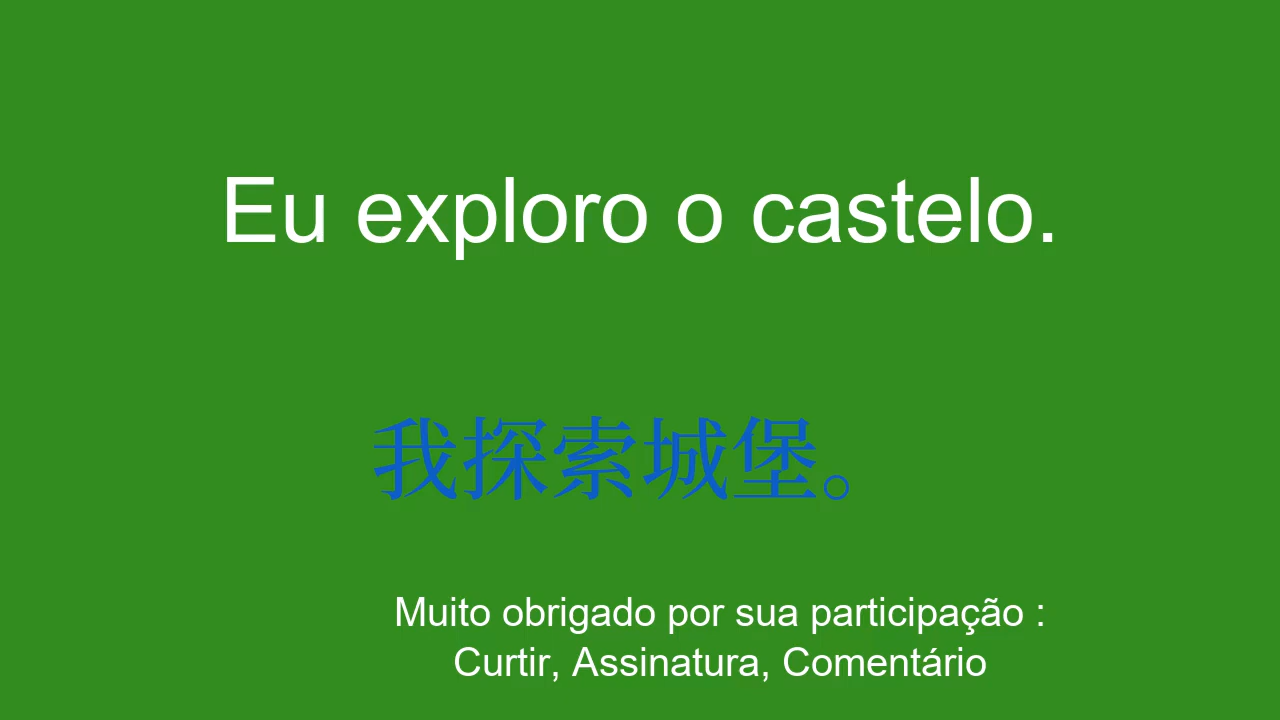 Eu exploro o castelo.
我探索城堡。
Muito obrigado por sua participação :
Curtir, Assinatura, Comentário